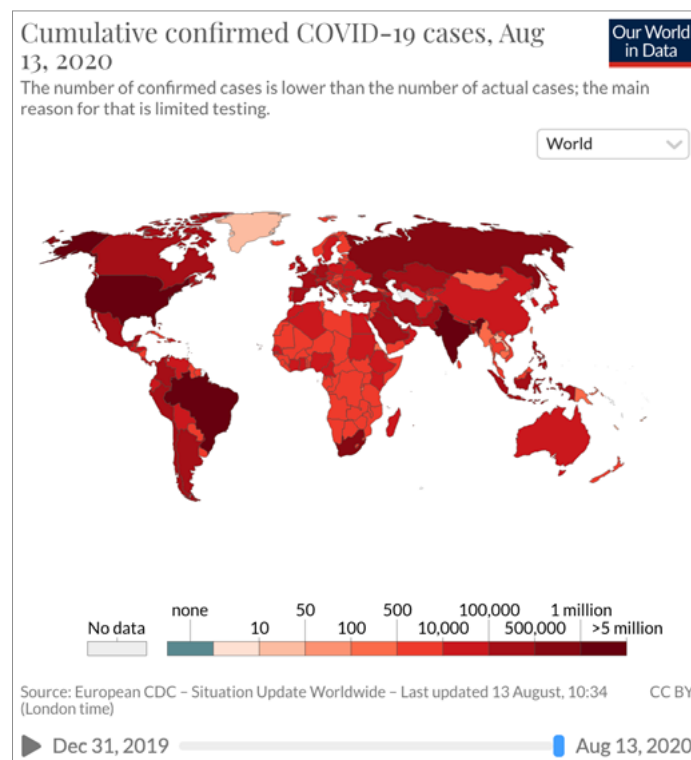 Cumulative confirmed COVID-19 cases, Aug
13, 2020
Our World
in Data
The number of confirmed cases is lower than the number of actual cases; the main
reason for that is limited testing.
World
none 50 500 100,000 1 million
No data 10 100 10,000 500,000 >5 million
Source: European CDC – Situation Update Worldwide – Last updated 13 August, 10:34 CC BY
(London time)
Dec 31, 2019 Aug 13, 2020